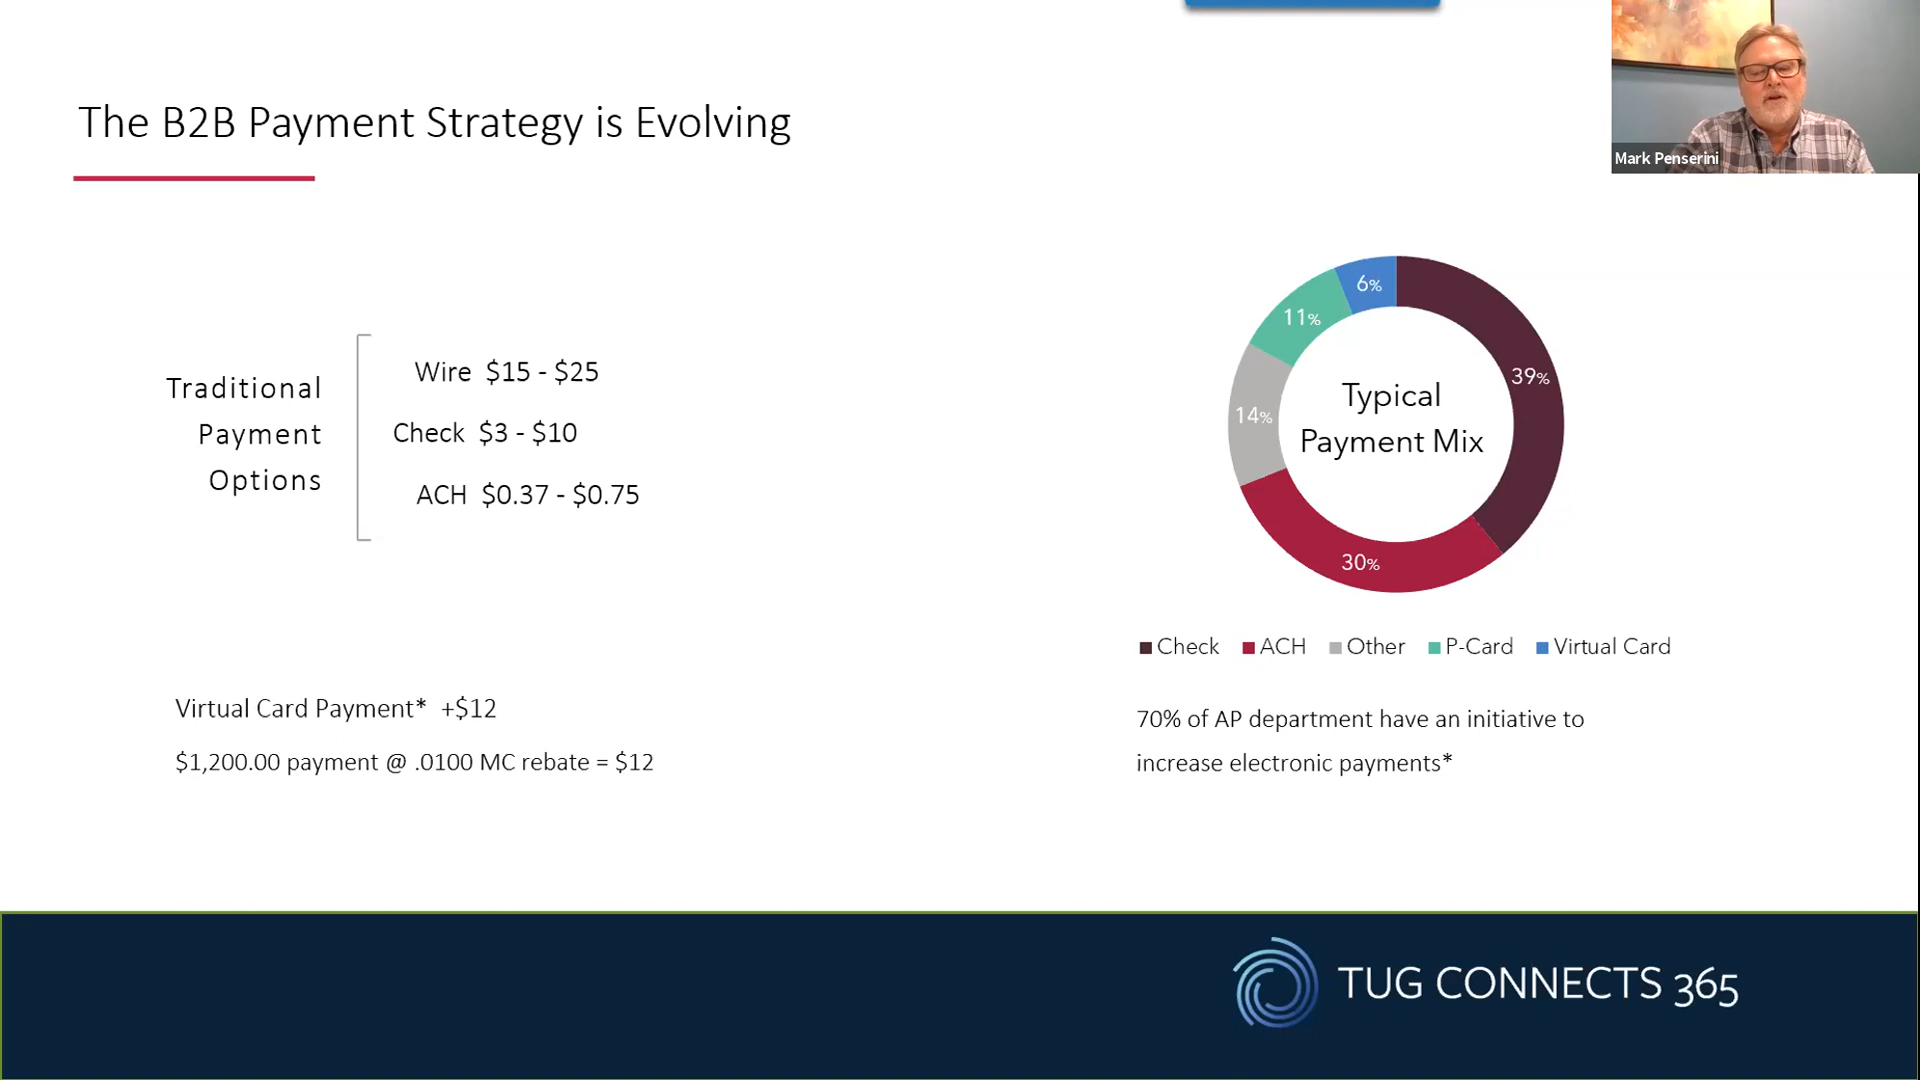 The B2B Payment Strategy is Evolving
Mark Penserini
Traditional
Payment
Options
Wire $15 - $25
Check $3 - $10
ACH $0.37 - $0.75
Virtual Card Payment* +$12
$1,200.00 payment @ .0100 MC rebate = $12
6%
11%
39%
14%
30%
Typical
Payment Mix
Check ACH Other P-Card Virtual Card
70% of AP department have an initiative to
increase electronic payments*
TUG CONNECTS 365